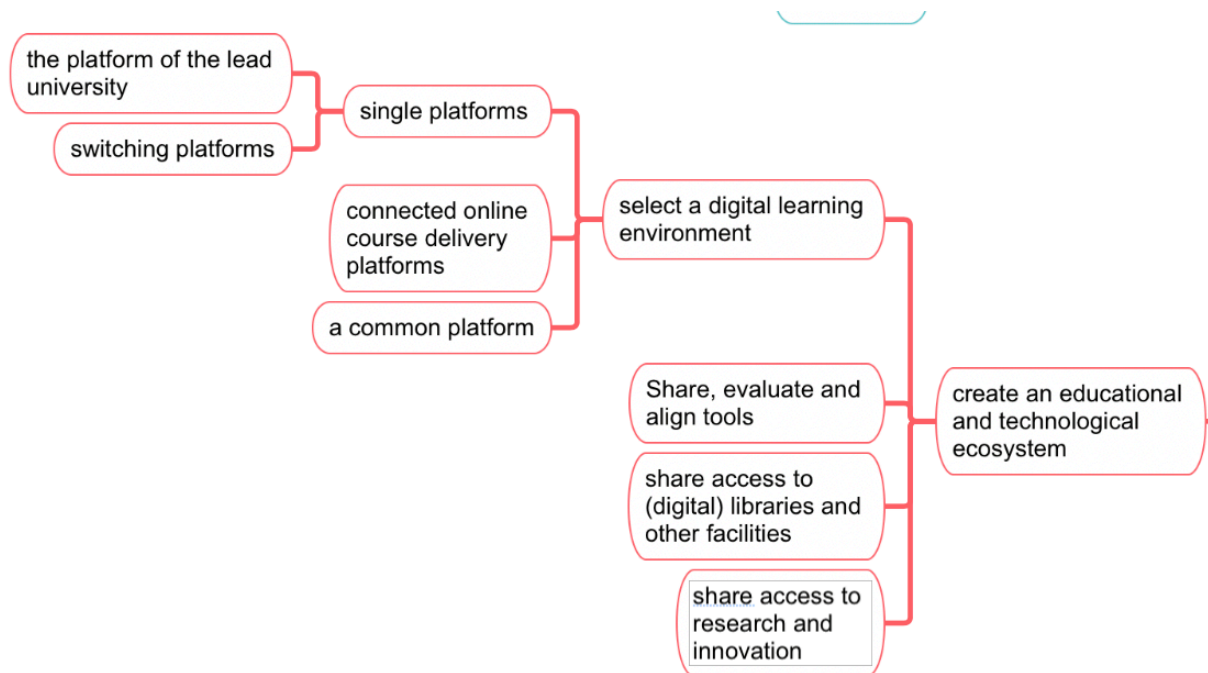 the platform of the lead
university
switching platforms
single platforms
connected online
course delivery
platforms
a common platform
select a digital learning
environment
Share, evaluate and
align tools
share access to
(digital) libraries and
other facilities
share access to
research and
innovation
create an educational
and technological
ecosystem